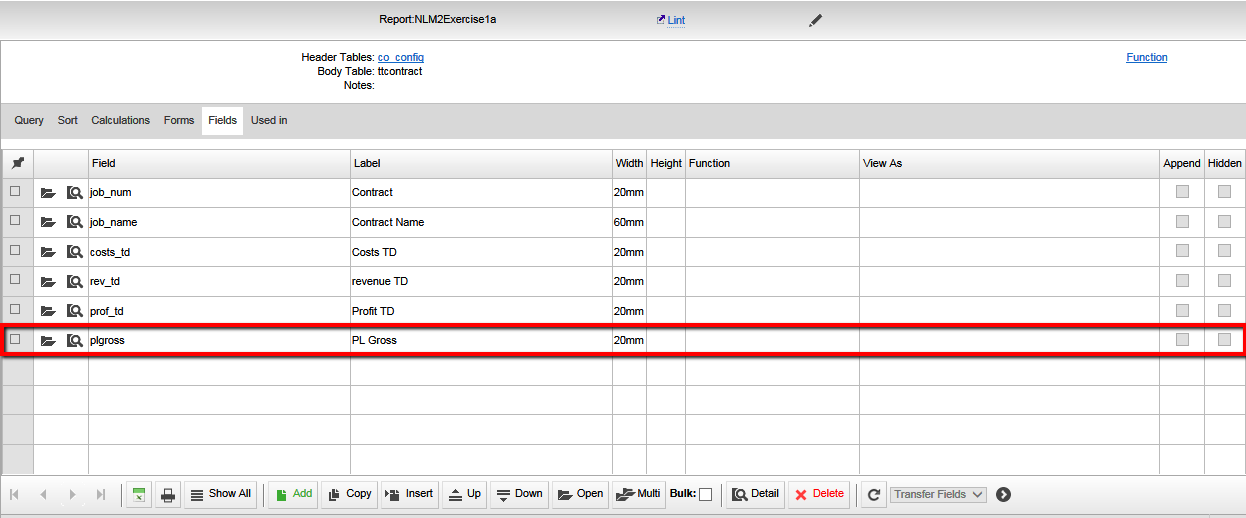 Report:NLM2Exercise1a Lint
Header Tables: co_config Function
Body Table: ttcontract
Notes:
Query Sort Calculations Forms Fields Used in
Field Label Width Height Function View As Append Hidden
job_num Contract 20mm
job_name Contract Name 60mm
costs_td Costs TD 20mm
rev_td revenue TD 20mm
prof_td Profit TD 20mm
plgross PL Gross 20mm
Show All Add Copy Insert Up Down Open Multi Bulk: Detail Delete Transfer Fields